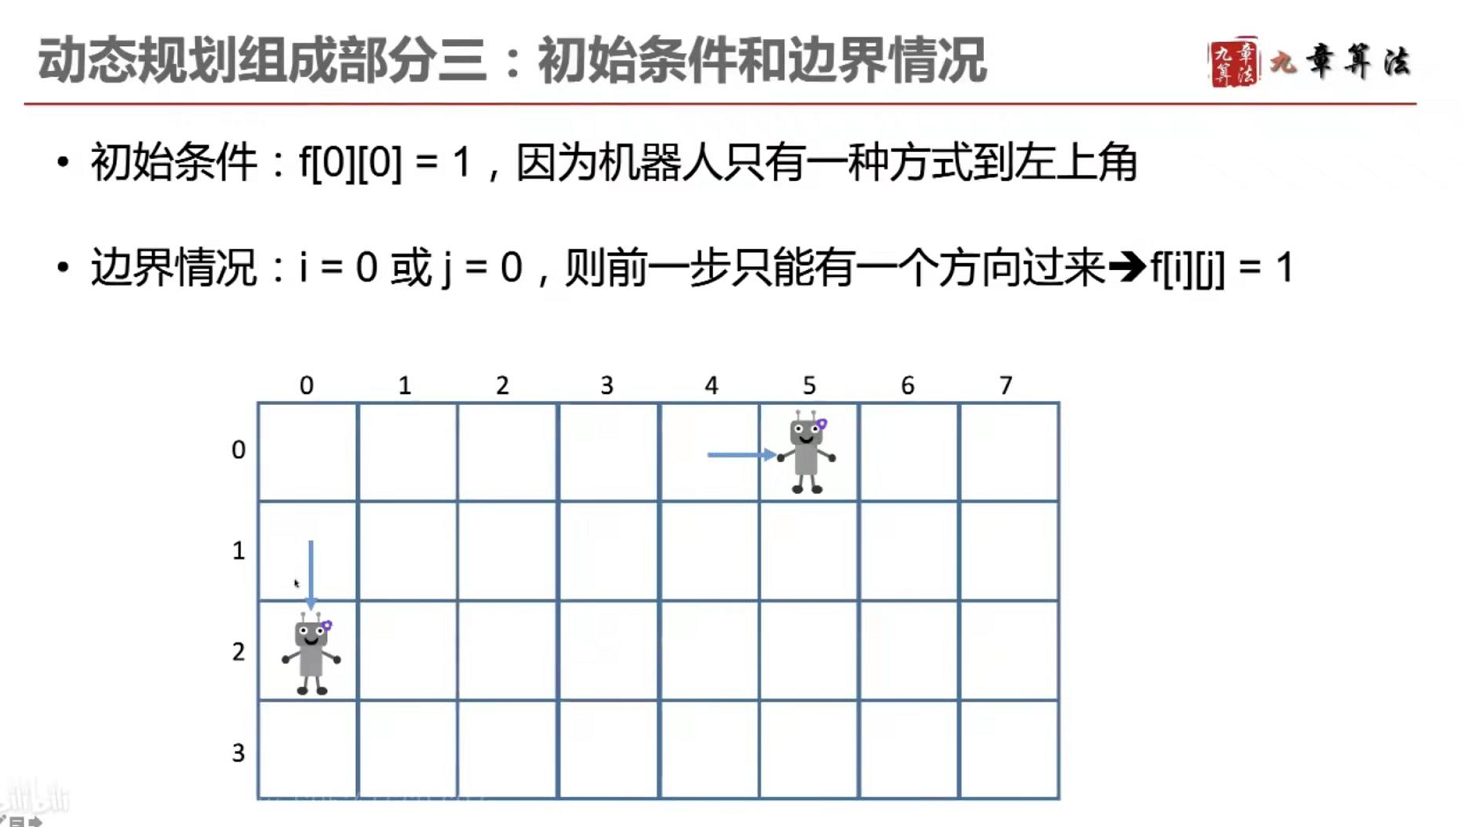 动态规划组成部分三：初始条件和边界情况
九章算法
九章算法
• 初始条件：f[0][0] = 1，因为机器人只有一种方式到左上角
• 边界情况：i = 0 或 j = 0，则前一步只能有一个方向过来➔f[i][j] = 1
0 1 2 3 4 5 6 7
0
1
2
3